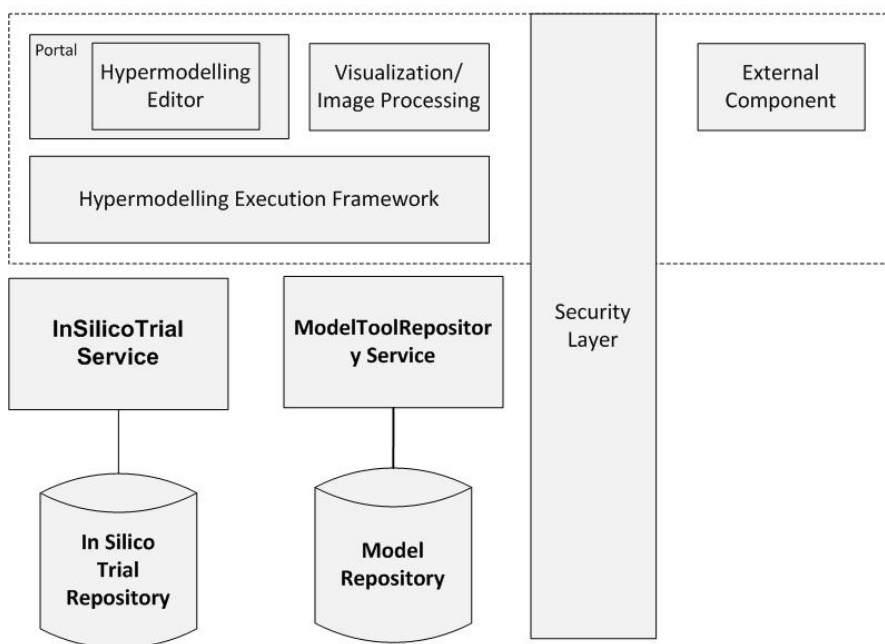 Portal
Hypermodelling
Editor
Visualization/
Image Processing
External
Component
Hypermodelling Execution Framework
InSilicoTrial
Service
ModelToolRepositor
y Service
Security
Layer
In Silico
Trial
Repository
Model
Repository